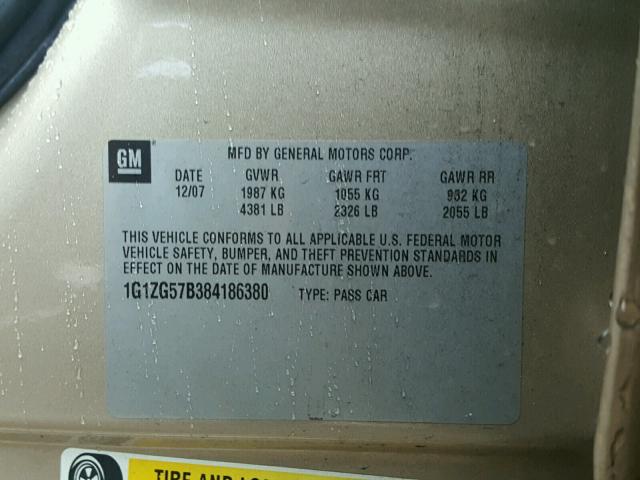 GM MFD BY GENERAL MOTORS CORP.
DATE GVWR GAWR FRT GAWR RR
12/07 1987 KG 1055 KG 932 KG
4381 LB 2326 LB 2055 LB
THIS VEHICLE CONFORMS TO ALL APPLICABLE U.S. FEDERAL MOTOR
VEHICLE SAFETY, BUMPER, AND THEFT PREVENTION STANDARDS IN
EFFECT ON THE DATE OF MANUFACTURE SHOWN ABOVE.
1G1ZG57B384186380 TYPE: PASS CAR
TIRE AND